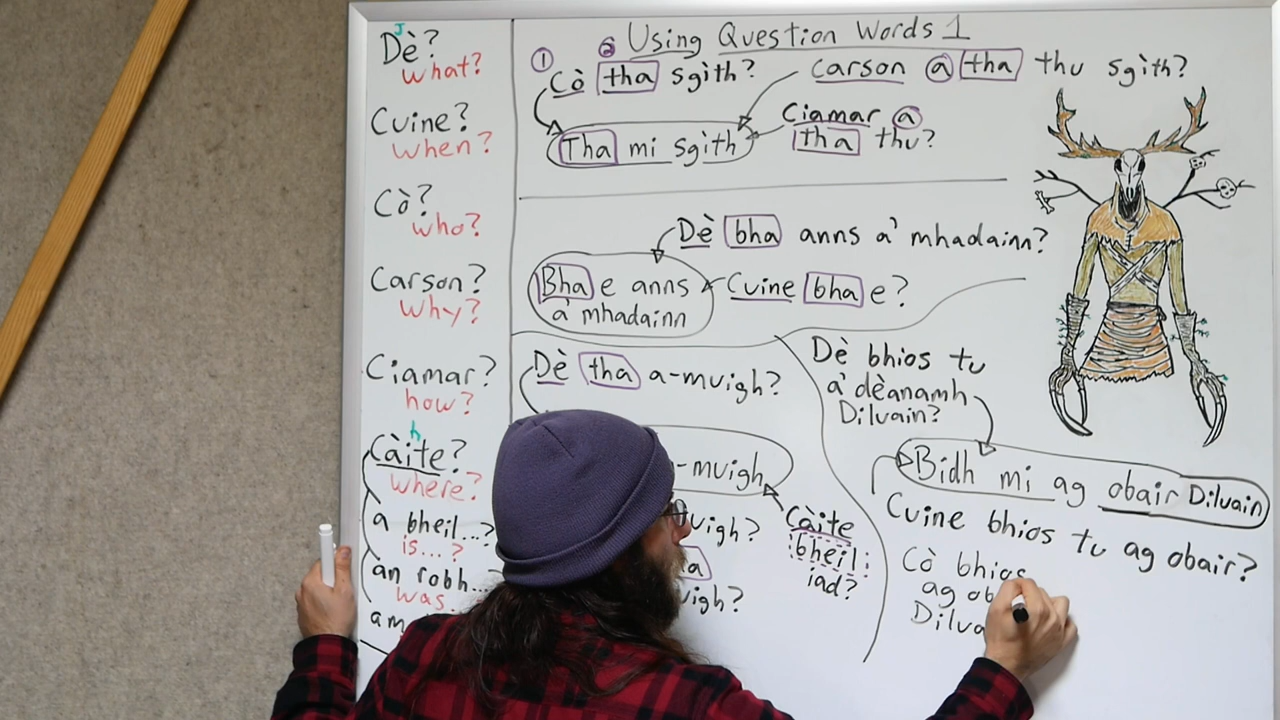 Using Question Words 1
Dè?
J
what?
Cuine?
when?
Cò?
who?
Carson?
Why?
Ciamar?
how?
h
Càite?
where?
a bheil...?
is...?
an robh...
was.
am
1
2
Cò tha sgìth?
Carson a tha thu sgìth?
Ciamar a
tha thu?
Tha mi sgìth
Dè bha anns a' mhadainn?
Bha e anns
a' mhadainn
Cuine bha e?
Dè tha a-muigh?
-muigh
uigh?
igh?
Càite
bheil
iad?
Dè bhios tu
a' dèanamh
Diluain?
Bidh mi ag obair Diluain
Cuine bhios tu ag obair?
Cò bhios
ag ob
Dilua